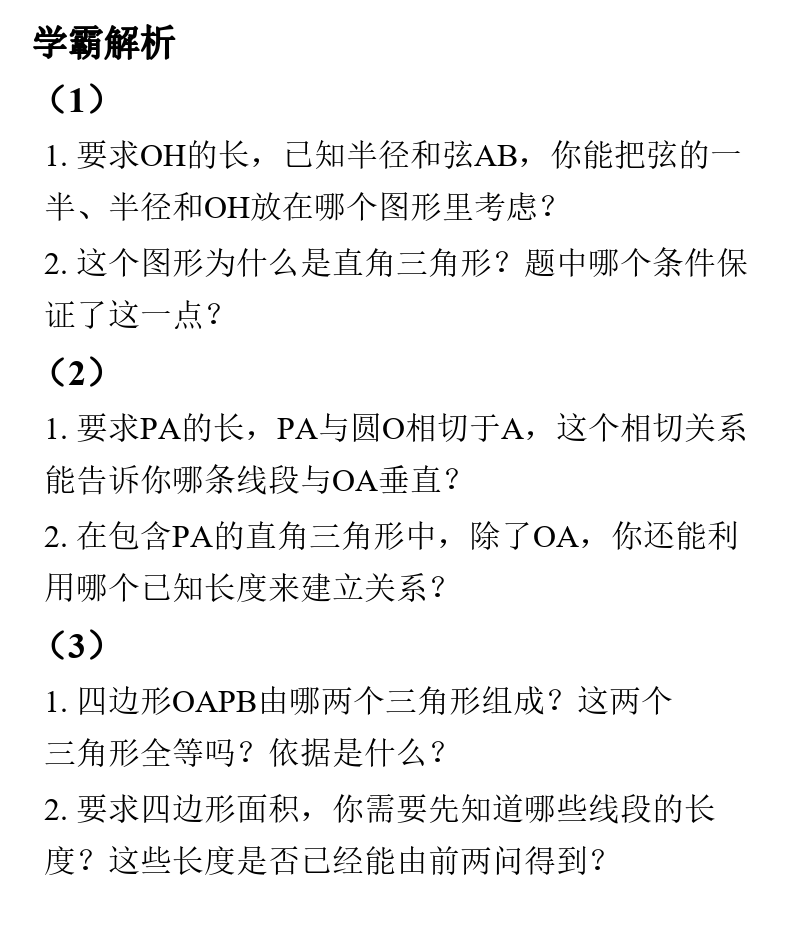 学霸解析
（1）
1. 要求OH的长，己知半径和弦AB，你能把弦的一
半、半径和OH放在哪个图形里考虑？
2. 这个图形为什么是直角三角形？题中哪个条件保
证了这一点？
（2）
1. 要求PA的长，PA与圆O相切于A，这个相切关系
能告诉你哪条线段与OA垂直？
2. 在包含PA的直角三角形中，除了OA，你还能利
用哪个已知长度来建立关系？
（3）
1. 四边形OAPB由哪两个三角形组成？这两个
三角形全等吗？依据是什么？
2. 要求四边形面积，你需要先知道哪些线段的长
度？这些长度是否已经能由前两问得到？